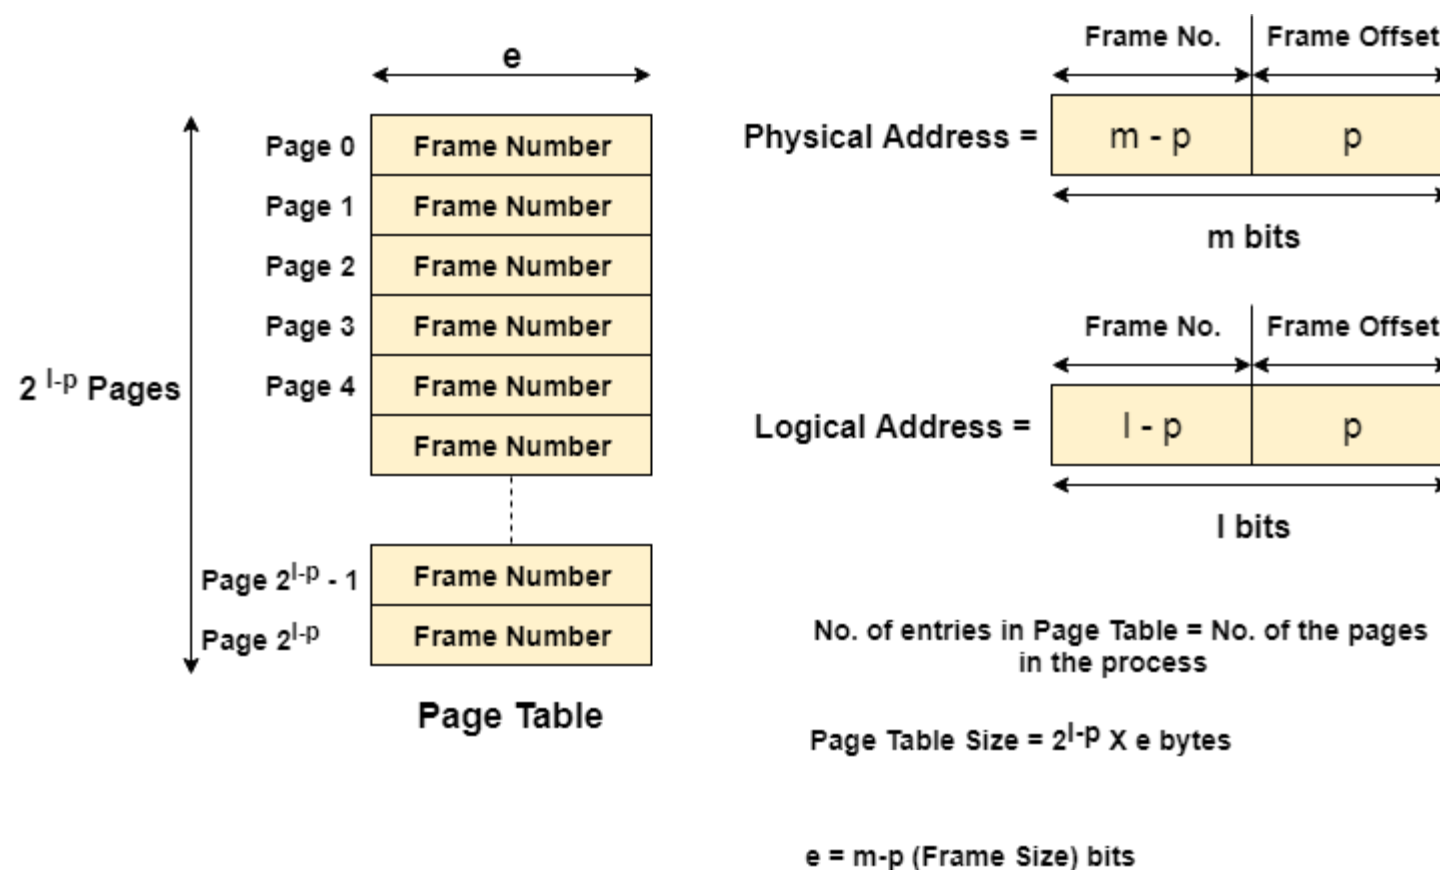 e
Page 0 Frame Number
Page 1 Frame Number
Page 2 Frame Number
Page 3 Frame Number
2 l-p Pages
Page 4 Frame Number
Frame Number
Page 2l-p - 1 Frame Number
Page 2l-p Frame Number
Page Table
Frame No. Frame Offset
Physical Address = m - p p
m bits
Frame No. Frame Offset
Logical Address = l - p p
l bits
No. of entries in Page Table = No. of the pages
in the process
Page Table Size = 2l-p X e bytes
e = m-p (Frame Size) bits